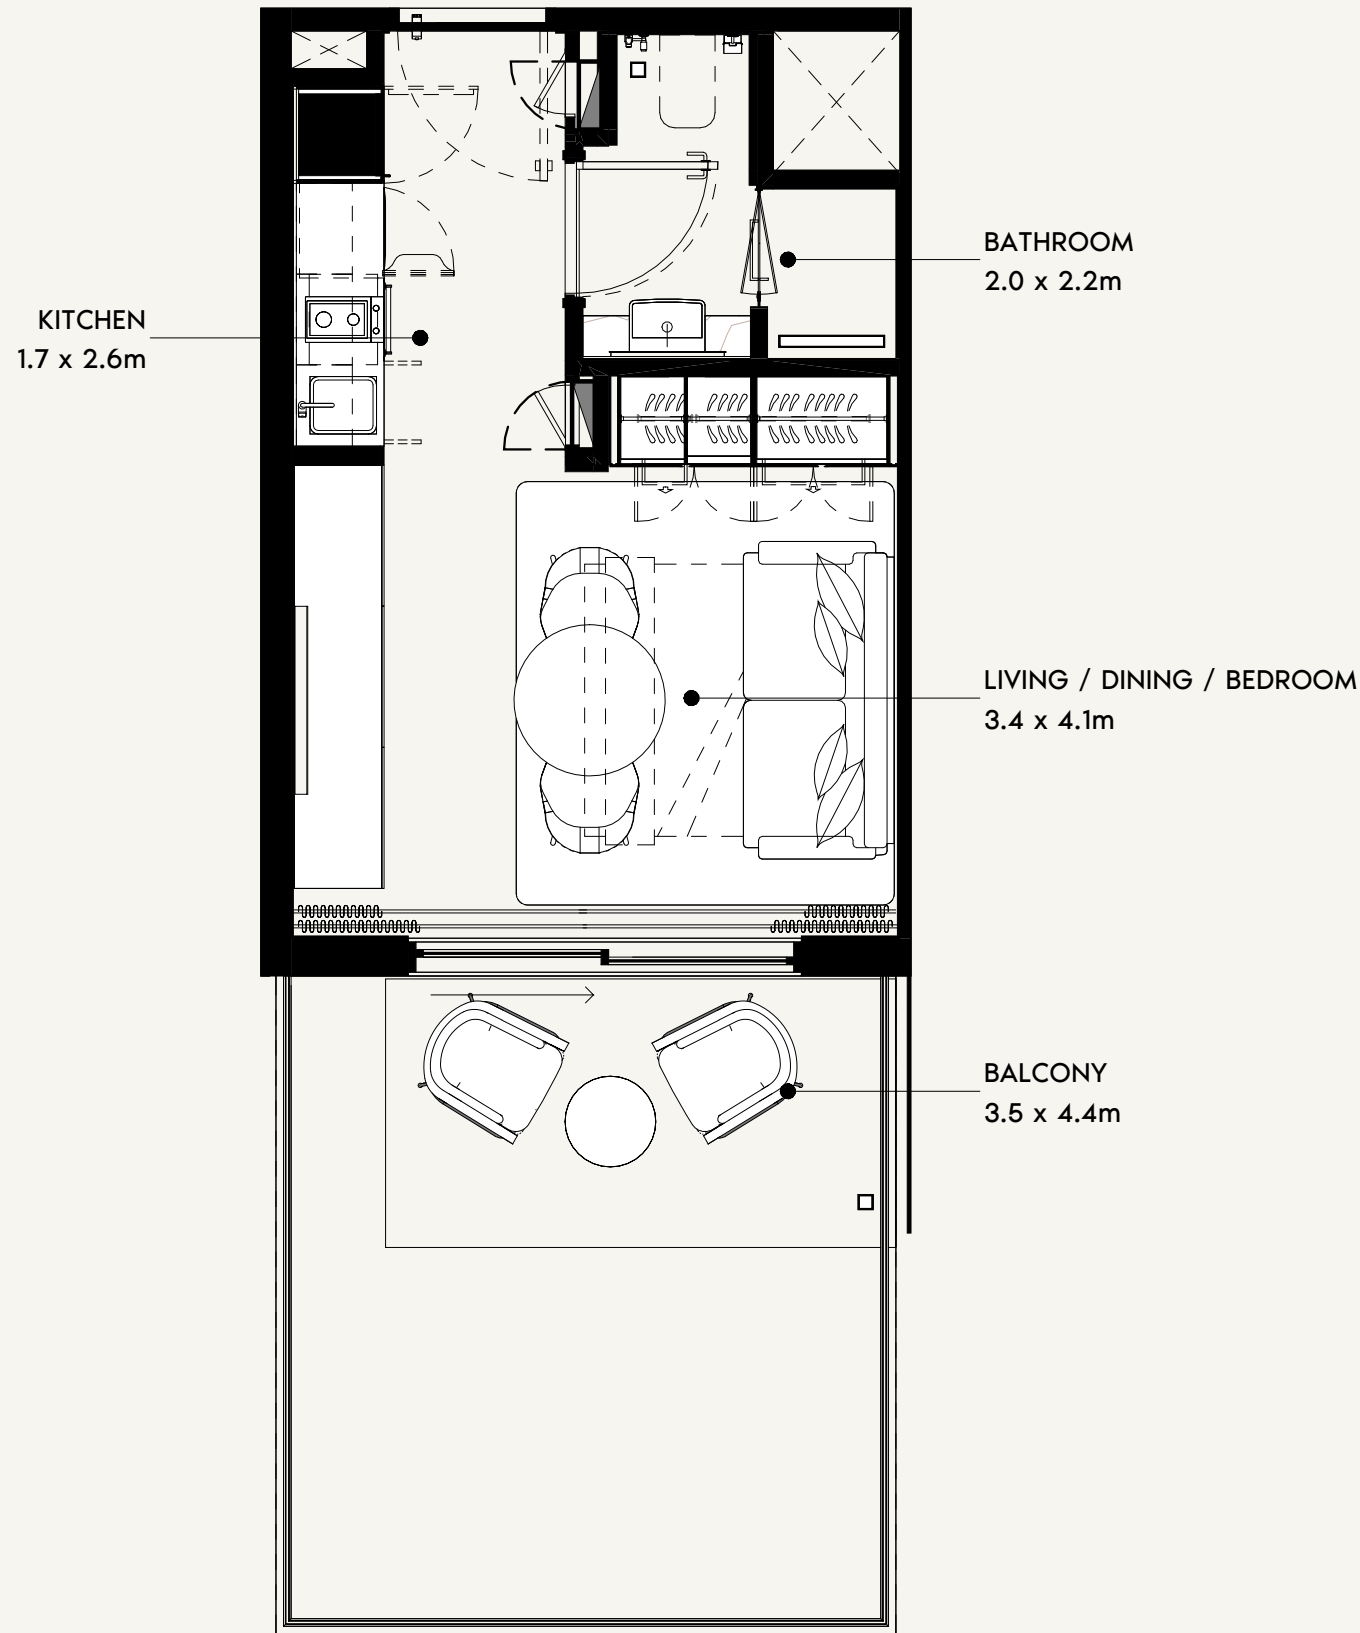 BATHROOM
2.0 x 2.2m
KITCHEN
1.7 x 2.6m
LIVING / DINING / BEDROOM
3.4 x 4.1m
BALCONY
3.5 x 4.4m